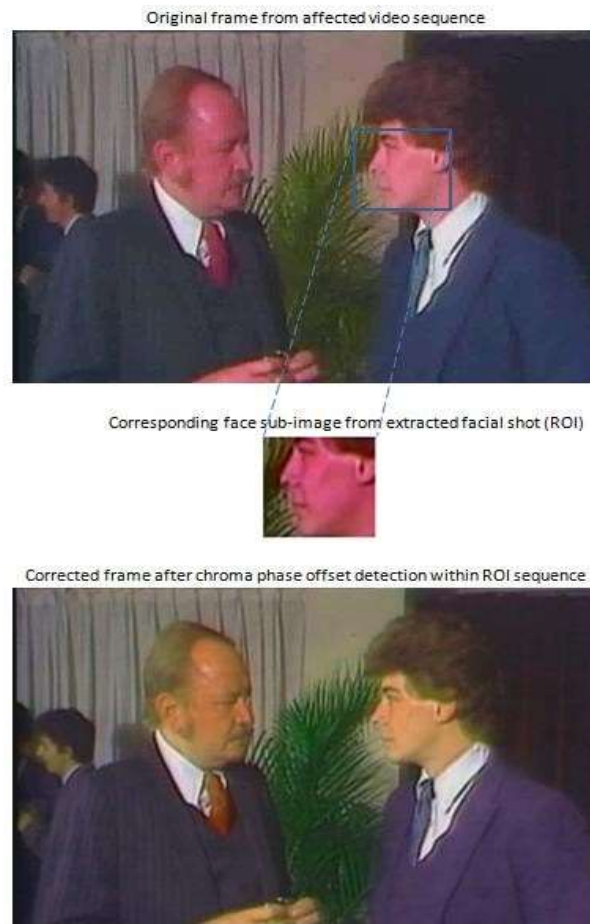 Original frame from affected video sequence
Corresponding face sub-image from extracted facial shot (ROI)
Corrected frame after chroma phase offset detection within ROI sequence